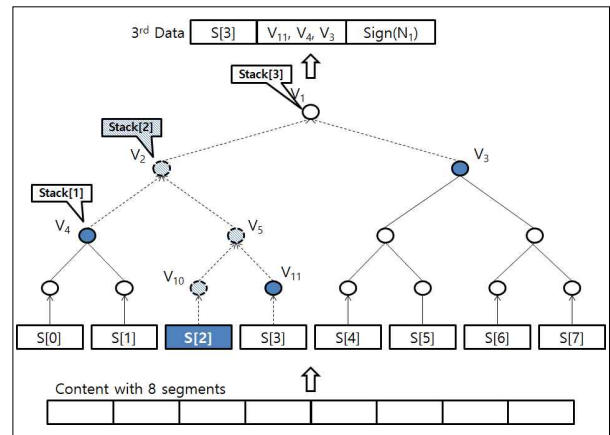 3rd Data S[3] V11, V4, V3 Sign(N1)
Stack[3]
V1
Stack[2]
V2 V3
Stack[1]
V4 V5
V10 V11
S[0] S[1] S[2] S[3] S[4] S[5] S[6] S[7]
Content with 8 segments